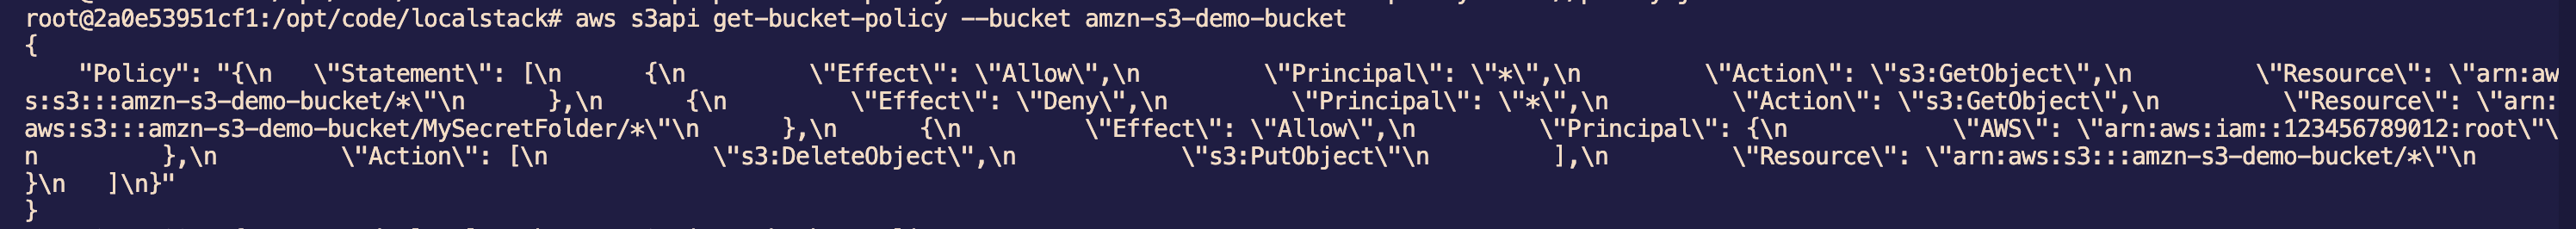 root@2a0e53951cf1:/opt/code/localstack# aws s3api get-bucket-policy --bucket amzn-s3-demo-bucket
{
    "Policy": "{\n   \"Statement\": [\n      {\n         \"Effect\": \"Allow\",\n         \"Principal\": \"*\",\n         \"Action\": \"s3:GetObject\",\n         \"Resource\": \"arn:aw
s:s3:::amzn-s3-demo-bucket/*\"\n      },\n      {\n         \"Effect\": \"Deny\",\n         \"Principal\": \"*\",\n         \"Action\": \"s3:GetObject\",\n         \"Resource\": \"arn:
aws:s3:::amzn-s3-demo-bucket/MySecretFolder/*\"\n      },\n      {\n         \"Effect\": \"Allow\",\n         \"Principal\": {\n            \"AWS\": \"arn:aws:iam::123456789012:root\"\
n         },\n         \"Action\": [\n            \"s3:DeleteObject\",\n            \"s3:PutObject\"\n         ],\n         \"Resource\": \"arn:aws:s3:::amzn-s3-demo-bucket/*\"\n
}\n   ]\n}"
}